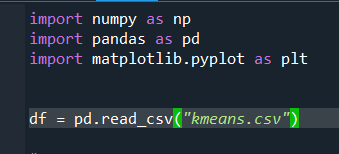 import numpy as np
import pandas as pd
import matplotlib.pyplot as plt
df = pd.read_csv("kmeans.csv")